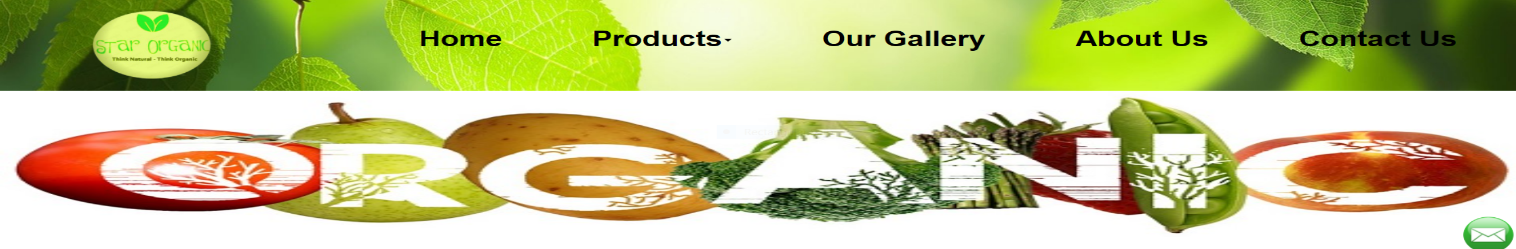 STAR ORGANIC
Think Natural - Think Organic
Home Products Our Gallery About Us Contact Us
ORGANIC